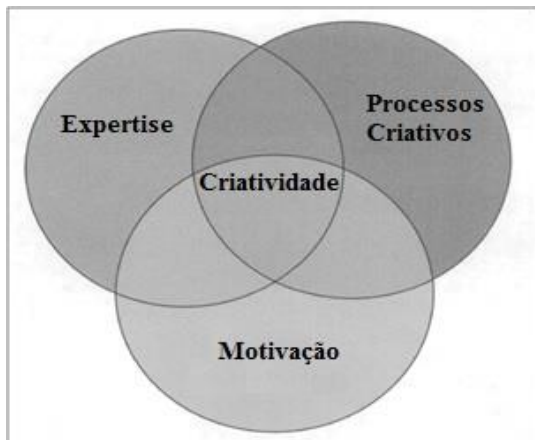 Expertise
Processos
Criativos
Criatividade
Motivação